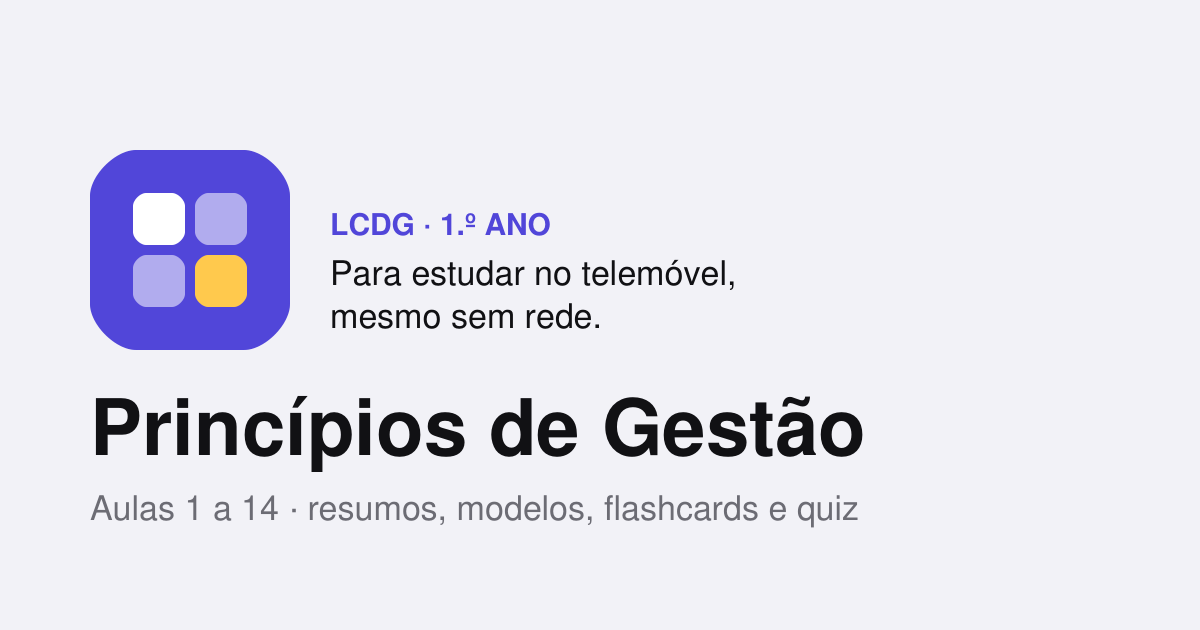 LCDG · 1.º ANO
Para estudar no telemóvel,
mesmo sem rede.
Princípios de Gestão
Aulas 1 a 14 · resumos, modelos, flashcards e quiz